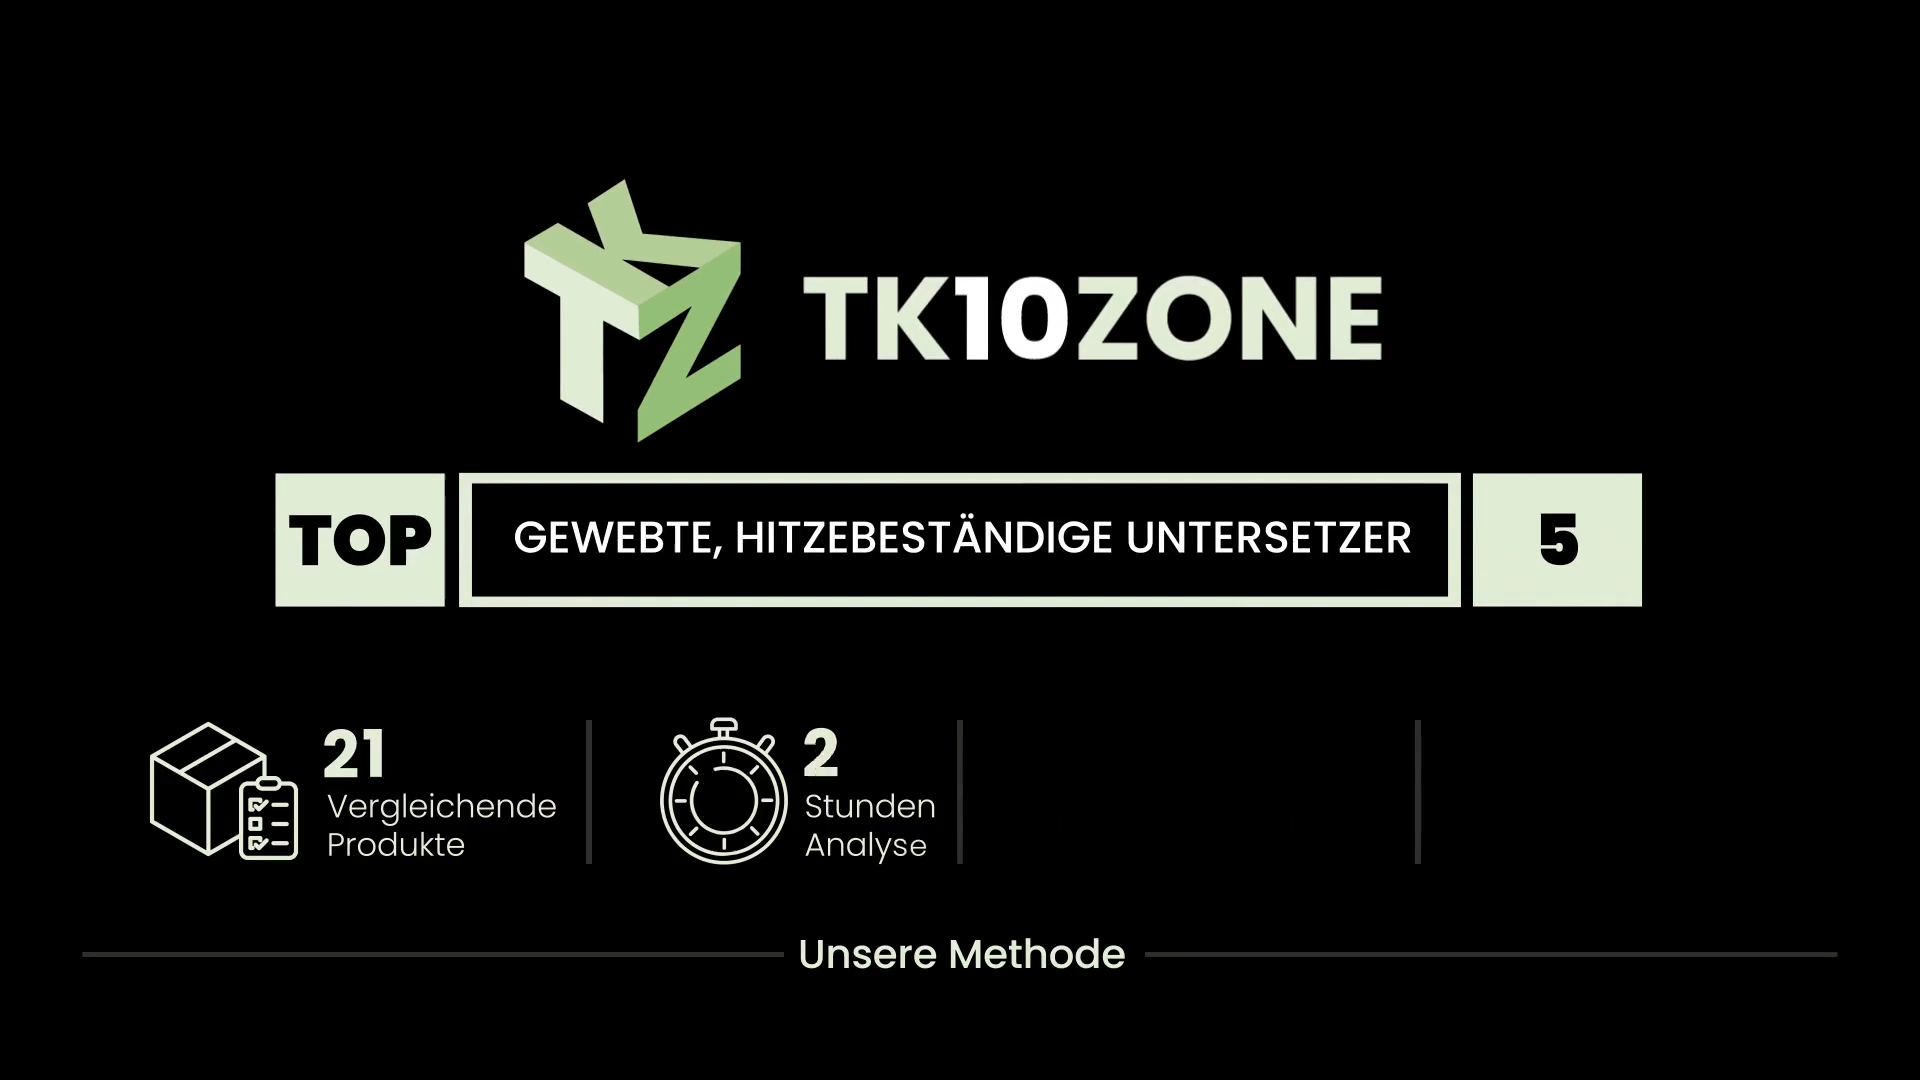 TK10ZONE
TOP
GEWEBTE, HITZEBESTÄNDIGE UNTERSETZER
5
21
Vergleichende
Produkte
2
Stunden
Analyse
Unsere Methode